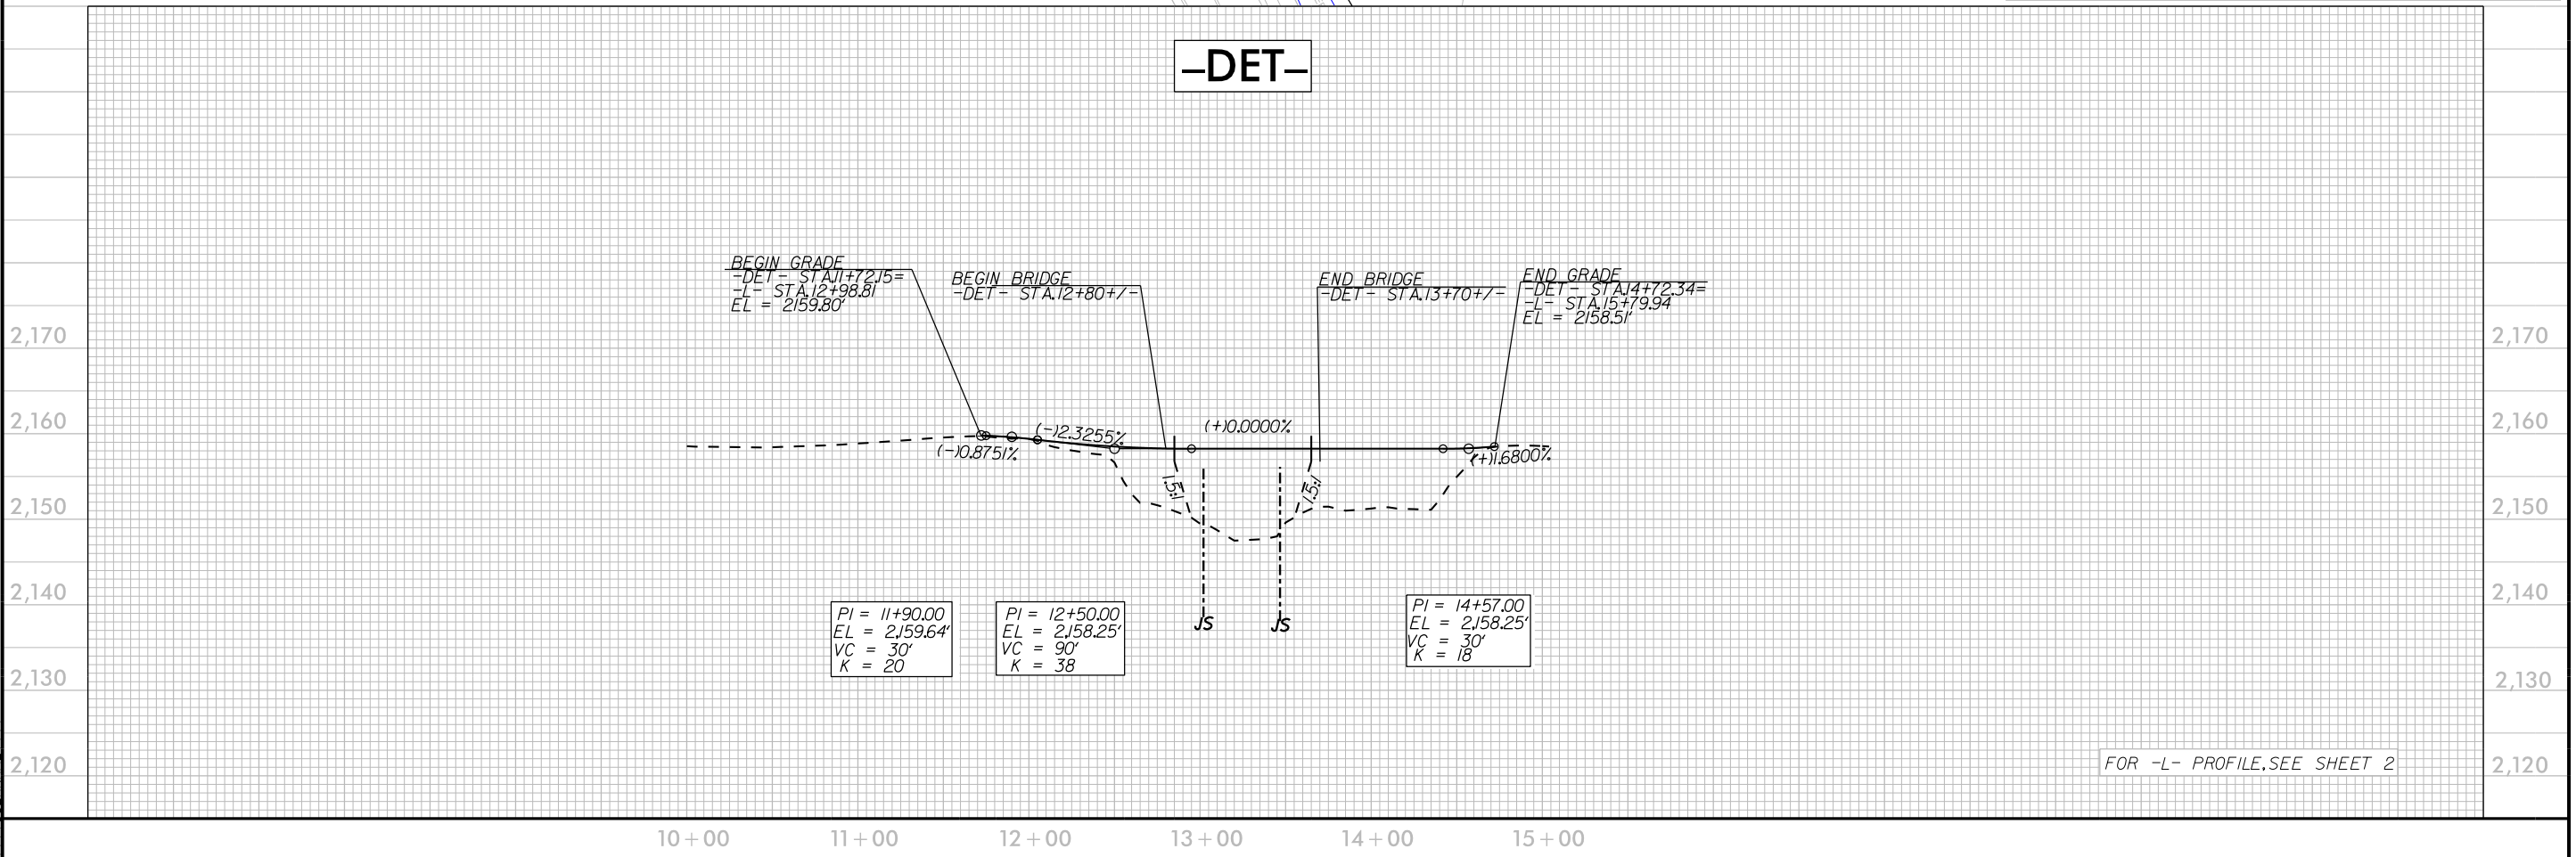 –DET–
BEGIN GRADE
-DET- STA.11+72.15=
-L- STA.12+98.81
EL = 2159.80'
BEGIN BRIDGE
-DET- STA.12+80+/-
END BRIDGE
-DET- STA.13+70+/-
END GRADE
-DET- STA.14+72.34=
-L- STA.15+79.94
EL = 2158.51'
2,170
2,170
2,160
2,160
(-)0.8751%
(-)2.3255%
(+)0.0000%
(+)1.6800%
1.5:1
1.5:1
2,150
2,150
2,140
2,140
PI = 11+90.00
EL = 2,159.64'
VC = 30'
K = 20
PI = 12+50.00
EL = 2,158.25'
VC = 90'
K = 38
JS
JS
PI = 14+57.00
EL = 2,158.25'
VC = 30'
K = 18
2,130
2,130
2,120
2,120
FOR -L- PROFILE, SEE SHEET 2
10+00
11+00
12+00
13+00
14+00
15+00